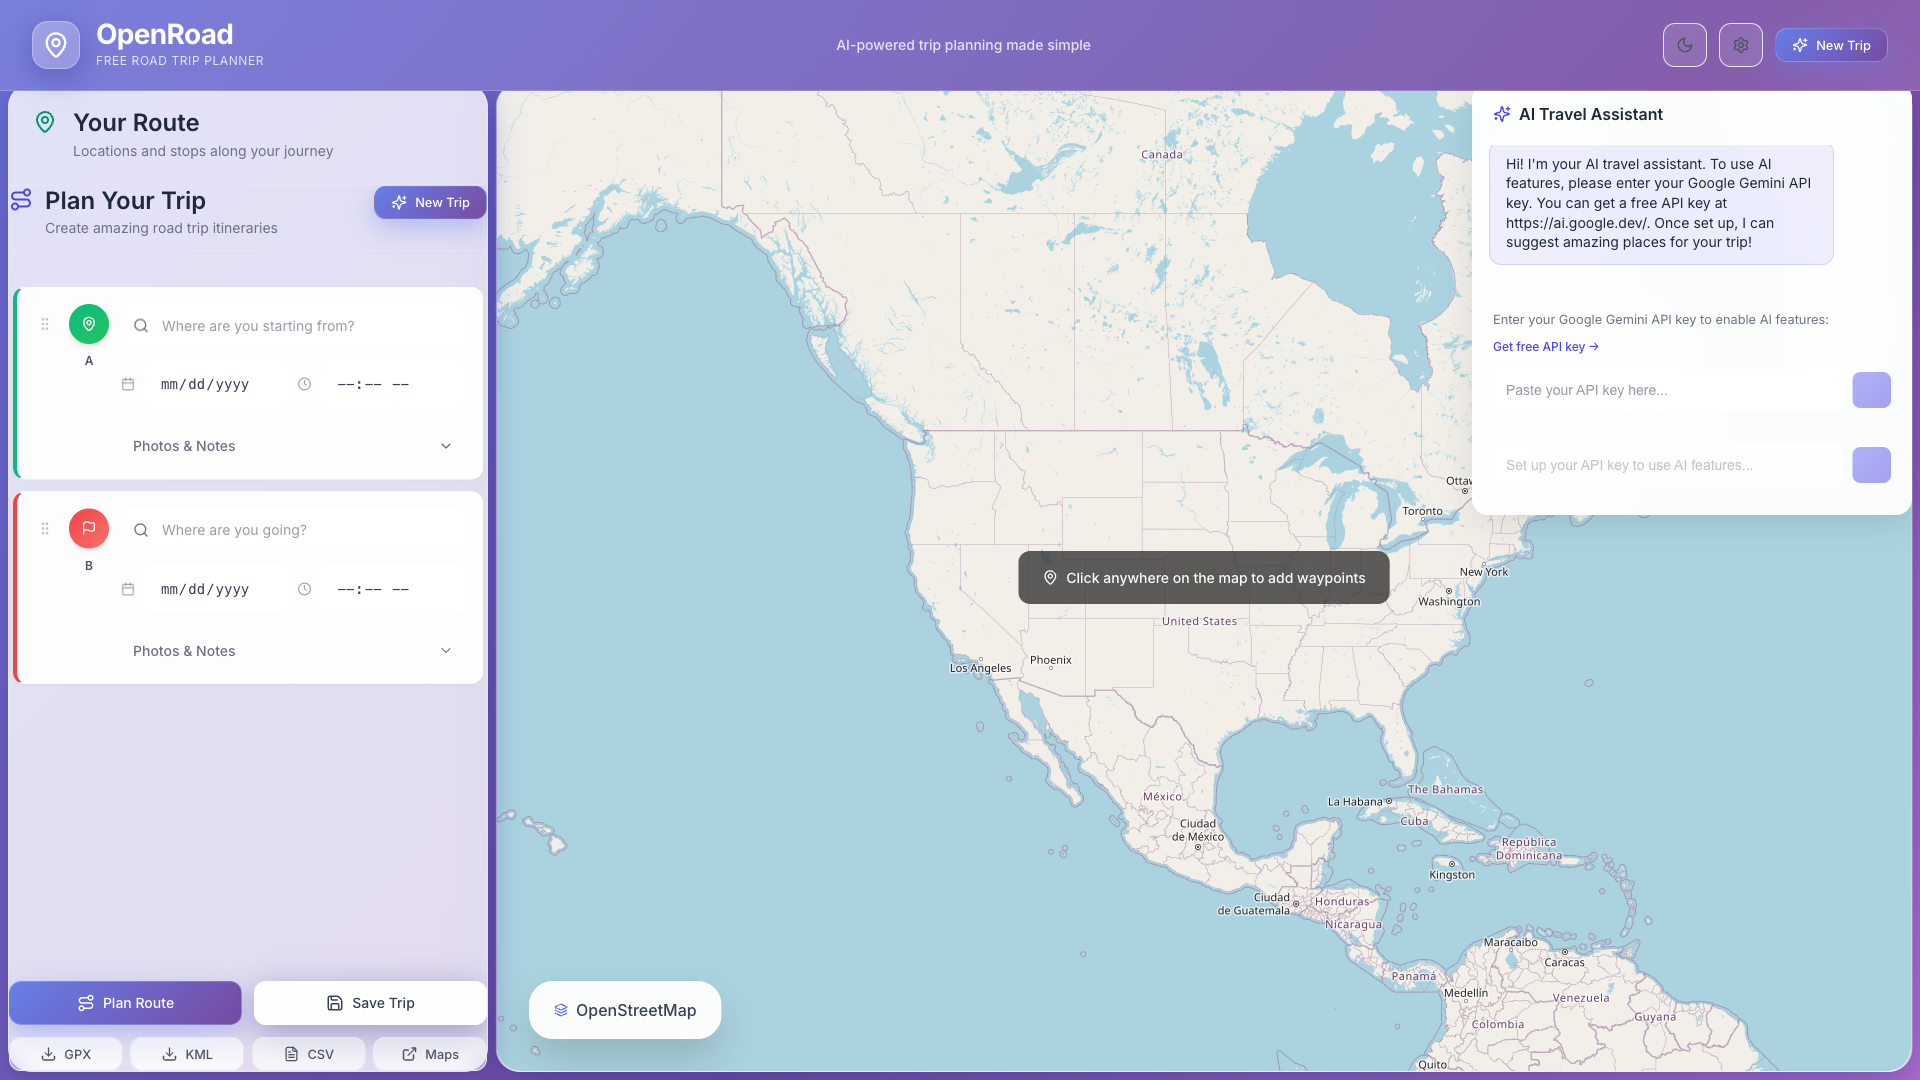 OpenRoad
FREE ROAD TRIP PLANNER
AI-powered trip planning made simple
New Trip
Your Route
Locations and stops along your journey
Plan Your Trip
Create amazing road trip itineraries
New Trip
A
Where are you starting from?
mm/dd/yyyy
--:-- --
Photos & Notes
B
Where are you going?
mm/dd/yyyy
--:-- --
Photos & Notes
Plan Route
Save Trip
GPX
KML
CSV
Maps
Canada
Ottaw
Toronto
New York
Washington
United States
Los Angeles
Phoenix
México
Ciudad
de México
La Habana
The Bahamas
Cuba
República
Dominicana
Kingston
Ciudad
de Guatemala
Honduras
Nicaragua
Maracaibo
Caracas
Panamá
Medellín
Venezuela
Guyana
Colombia
Quito
Click anywhere on the map to add waypoints
OpenStreetMap
AI Travel Assistant
Hi! I'm your AI travel assistant. To use AI
features, please enter your Google Gemini API
key. You can get a free API key at
https://ai.google.dev/. Once set up, I can
suggest amazing places for your trip!
Enter your Google Gemini API key to enable AI features:
Get free API key →
Paste your API key here...
Set up your API key to use AI features...